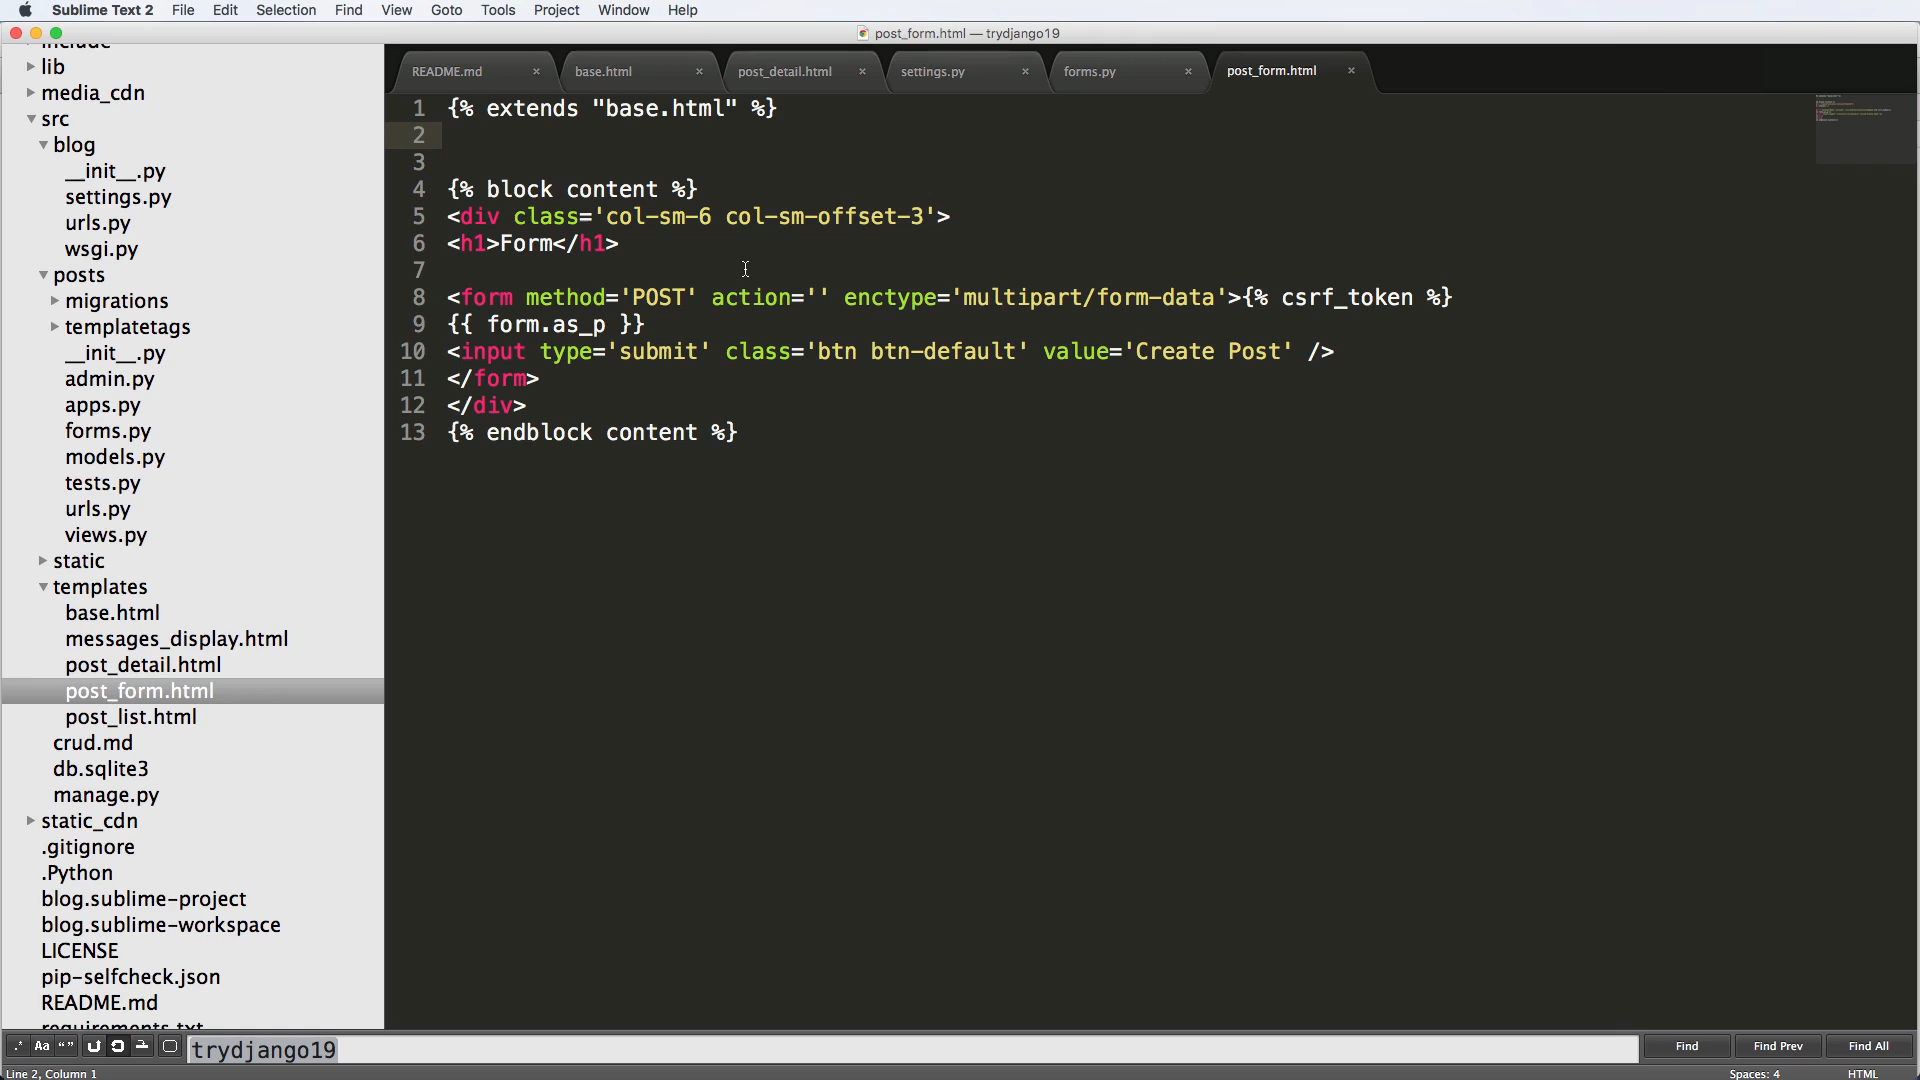 Sublime Text 2 File Edit Selection Find View Goto Tools Project Window Help
post_form.html — trydjango19
include
lib
media_cdn
src
blog
__init__.py
settings.py
urls.py
wsgi.py
posts
migrations
templatetags
__init__.py
admin.py
apps.py
forms.py
models.py
tests.py
urls.py
views.py
static
templates
base.html
messages_display.html
post_detail.html
post_form.html
post_list.html
crud.md
db.sqlite3
manage.py
static_cdn
.gitignore
.Python
blog.sublime-project
blog.sublime-workspace
LICENSE
pip-selfcheck.json
README.md
requirements.txt
README.md × base.html × post_detail.html × settings.py × forms.py × post_form.html ×
1 {% extends "base.html" %}
2
3
4 {% block content %}
5 <div class='col-sm-6 col-sm-offset-3'>
6 <h1>Form</h1>
7
8 <form method='POST' action='' enctype='multipart/form-data'>{% csrf_token %}
9 {{ form.as_p }}
10 <input type='submit' class='btn btn-default' value='Create Post' />
11 </form>
12 </div>
13 {% endblock content %}
.* Aa “” trydjango19 Find Find Prev Find All
Line 2, Column 1 Spaces: 4 HTML